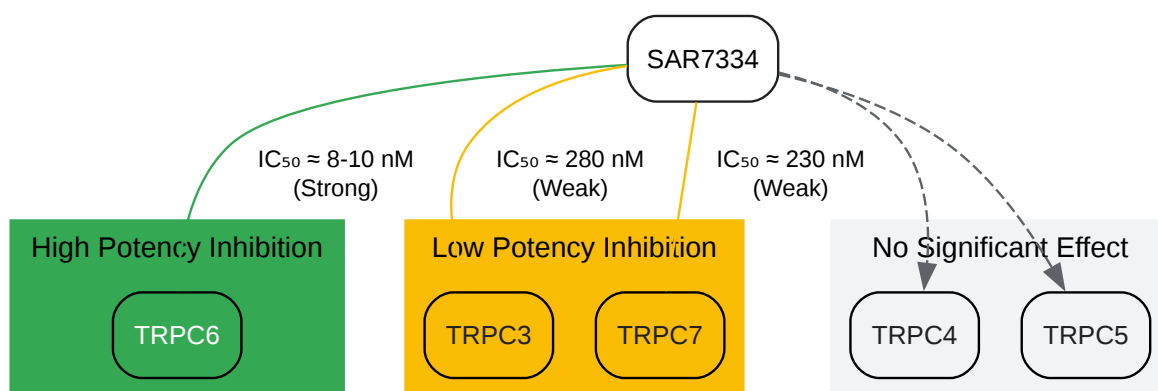 SAR7334
IC₅₀ ≈ 8-10 nM
(Strong)
IC₅₀ ≈ 280 nM
(Weak)
IC₅₀ ≈ 230 nM
(Weak)
High Potency Inhibition
Low Potency Inhibition
No Significant Effect
TRPC6
TRPC3
TRPC7
TRPC4
TRPC5